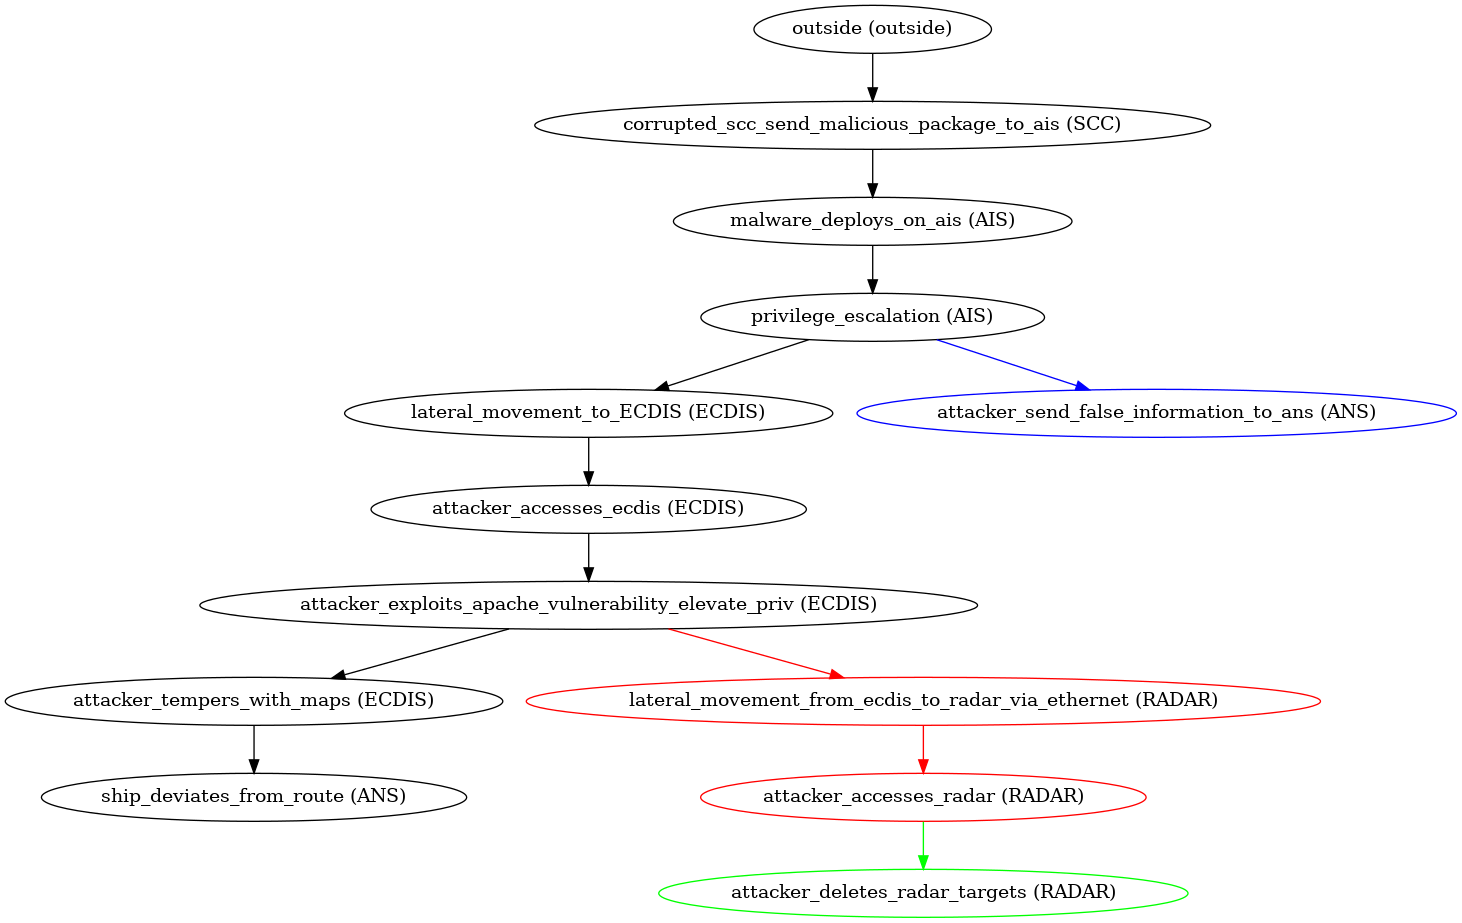 outside (outside)
corrupted_scc_send_malicious_package_to_ais (SCC)
malware_deploys_on_ais (AIS)
privilege_escalation (AIS)
lateral_movement_to_ECDIS (ECDIS)
attacker_send_false_information_to_ans (ANS)
attacker_accesses_ecdis (ECDIS)
attacker_exploits_apache_vulnerability_elevate_priv (ECDIS)
attacker_tempers_with_maps (ECDIS)
lateral_movement_from_ecdis_to_radar_via_ethernet (RADAR)
ship_deviates_from_route (ANS)
attacker_accesses_radar (RADAR)
attacker_deletes_radar_targets (RADAR)